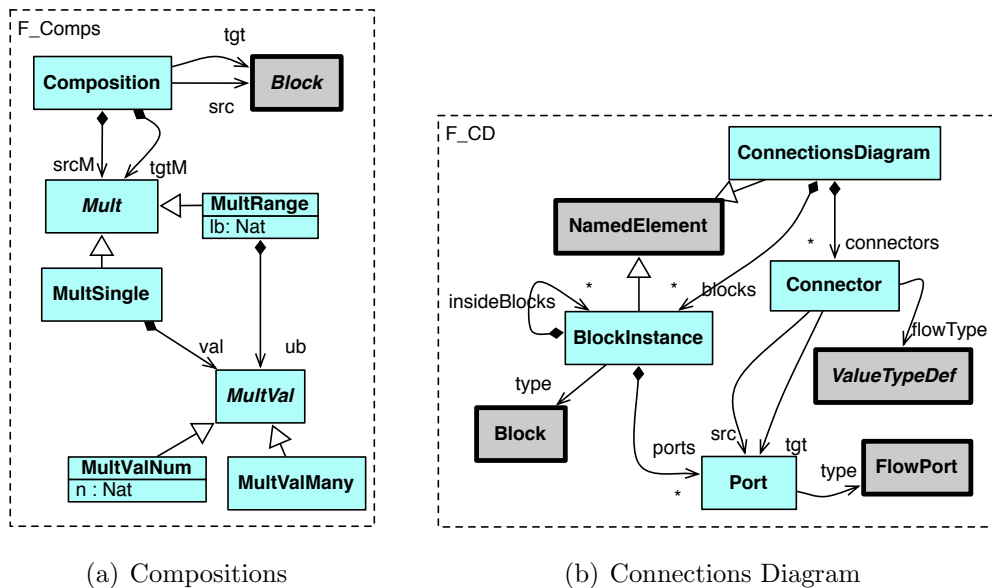 F_Comps
tgt
Composition
Block
src
srcM
tgtM
Mult
MultRange
lb: Nat
MultSingle
val
ub
MultVal
MultValNum
n : Nat
MultValMany
(a) Compositions
F_CD
ConnectionsDiagram
NamedElement
*
connectors
insideBlocks
*
*
blocks
Connector
BlockInstance
flowType
type
ValueTypeDef
Block
ports
src
tgt
type
FlowPort
*
Port
(b) Connections Diagram